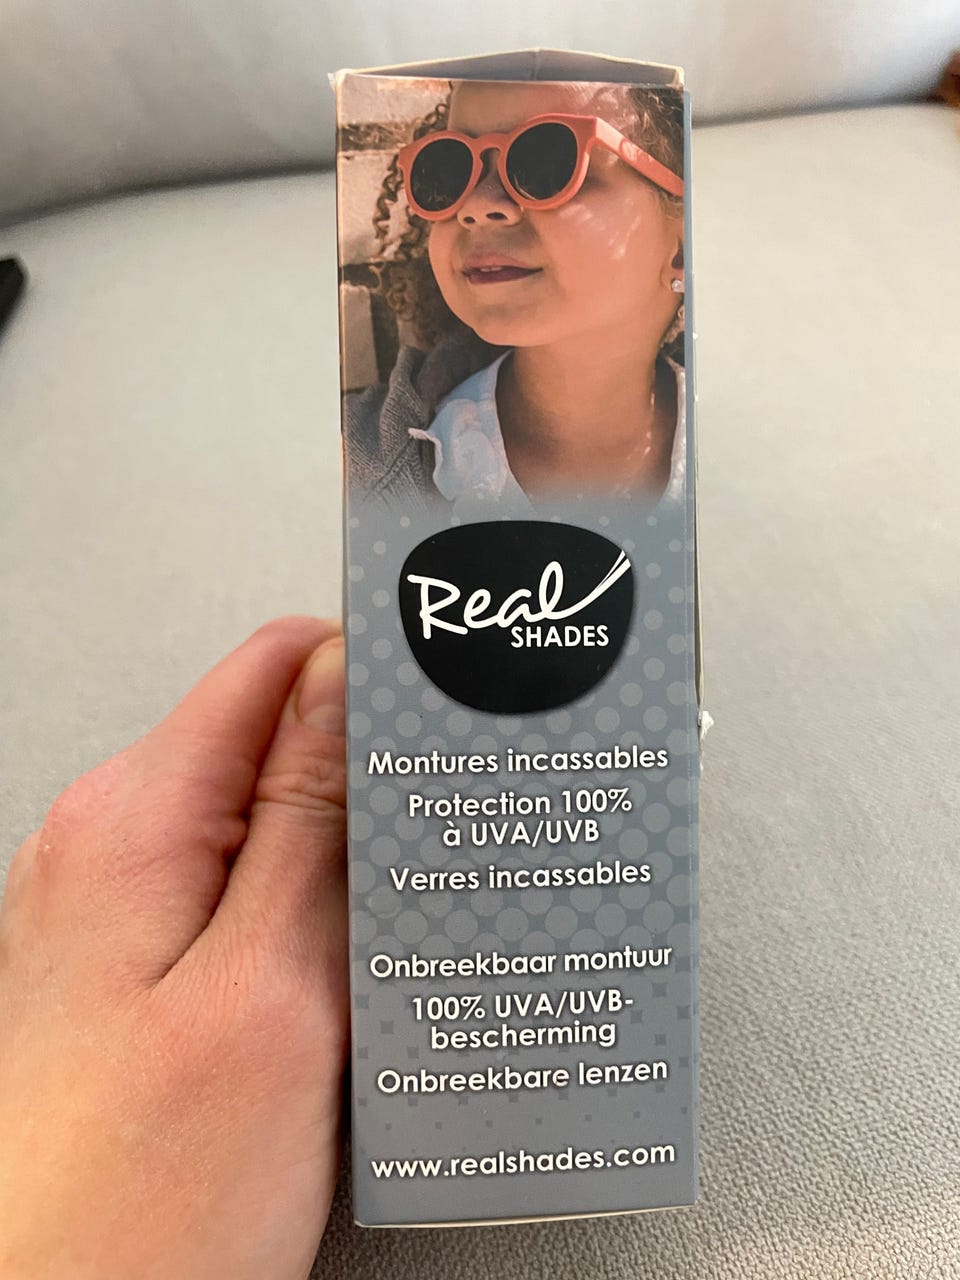 Real
SHADES
Montures incassables
Protection 100%
à UVA/UVB
Verres incassables
Onbreekbaar montuur
100% UVA/UVB-
bescherming
Onbreekbare lenzen
www.realshades.com